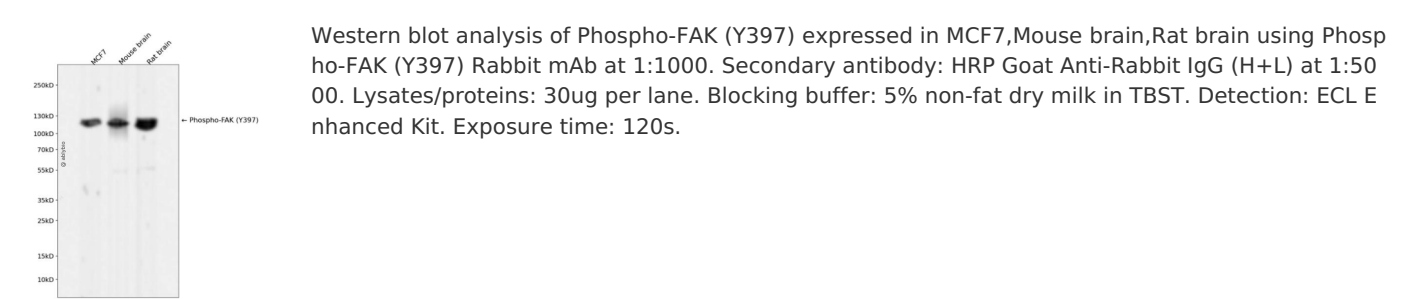 MCF7
Mouse brain
Rat brain
250kD
130kD
100kD
70kD
55kD
35kD
25kD
15kD
10kD
@ ablybio
← Phospho-FAK (Y397)
Western blot analysis of Phospho-FAK (Y397) expressed in MCF7,Mouse brain,Rat brain using Phosp
ho-FAK (Y397) Rabbit mAb at 1:1000. Secondary antibody: HRP Goat Anti-Rabbit IgG (H+L) at 1:50
00. Lysates/proteins: 30ug per lane. Blocking buffer: 5% non-fat dry milk in TBST. Detection: ECL E
nhanced Kit. Exposure time: 120s.